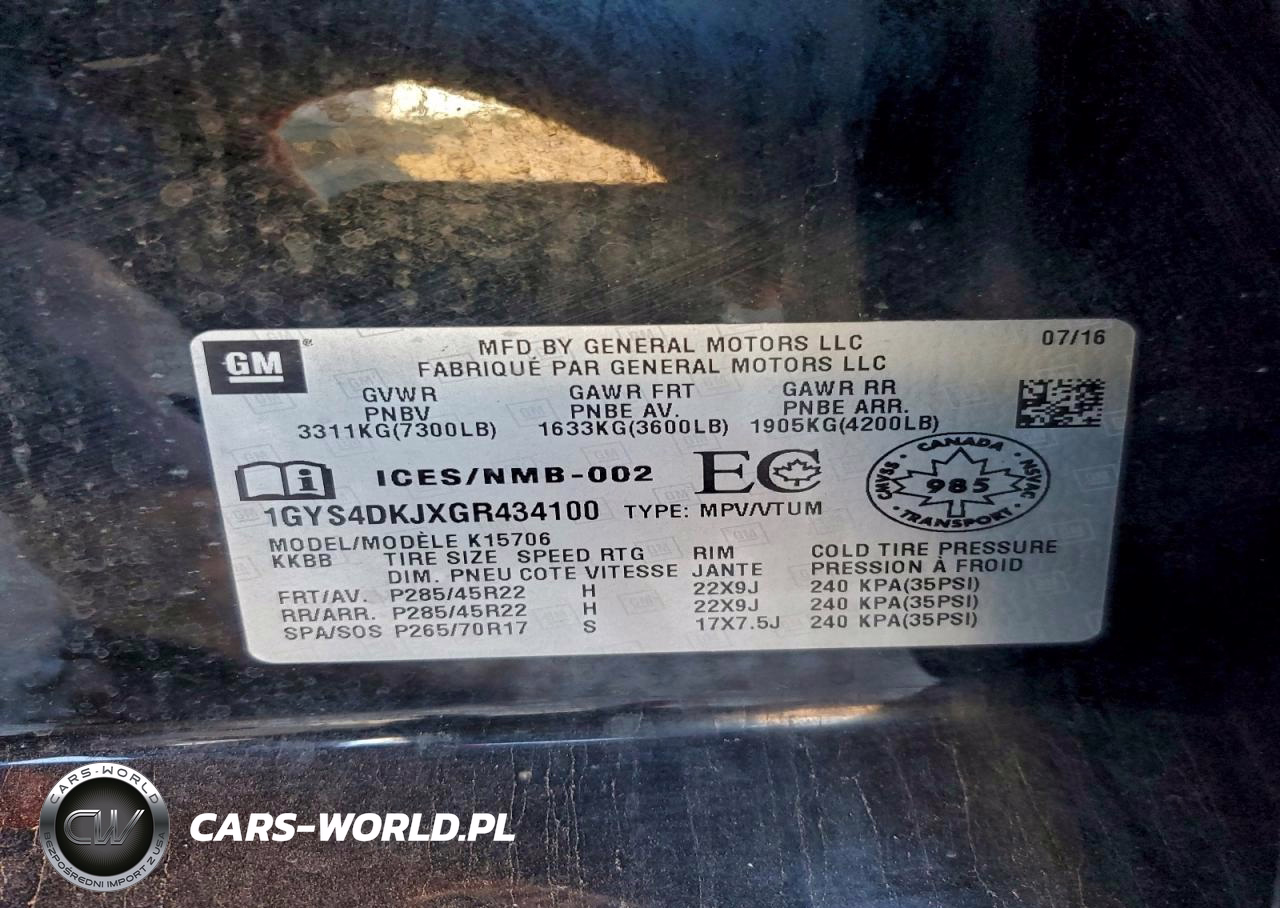 GM
MFD BY GENERAL MOTORS LLC 07/16
FABRIQUÉ PAR GENERAL MOTORS LLC
GVWR GAWR FRT GAWR RR
PNBV PNBE AV. PNBE ARR.
3311KG(7300LB) 1633KG(3600LB) 1905KG(4200LB)
i ICES/NMB-002 EC
CANADA
CMVSS 985 NSVAC
TRANSPORT
1GYS4DKJXGR434100 TYPE: MPV/VTUM
MODEL/MODÈLE K15706
KKBB TIRE SIZE SPEED RTG RIM COLD TIRE PRESSURE
DIM. PNEU COTE VITESSE JANTE PRESSION À FROID
FRT/AV. P285/45R22 H 22X9J 240 KPA(35PSI)
RR/ARR. P285/45R22 H 22X9J 240 KPA(35PSI)
SPA/SOS P265/70R17 S 17X7.5J 240 KPA(35PSI)
CARS-WORLD
CW
BEZPOŚREDNI IMPORT Z USA
CARS-WORLD.PL